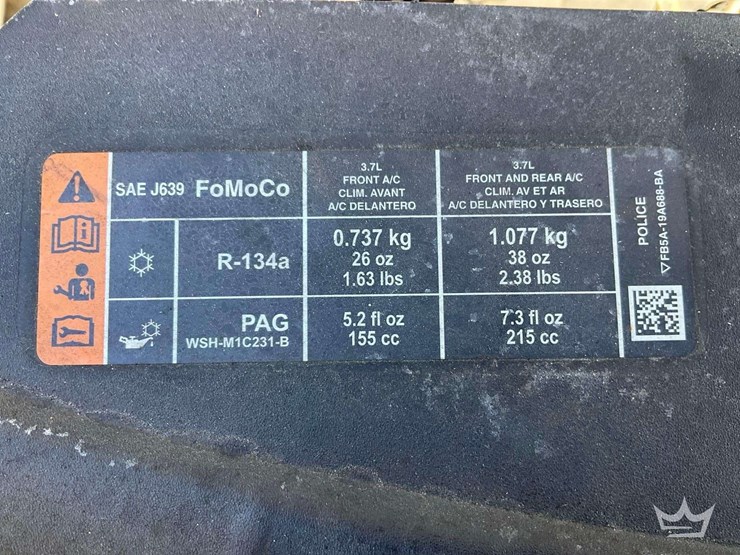 SAE J639 FoMoCo
3.7L
FRONT A/C
CLIM. AVANT
A/C DELANTERO
3.7L
FRONT AND REAR A/C
CLIM. AV ET AR
A/C DELANTERO Y TRASERO
R-134a
0.737 kg
26 oz
1.63 lbs
1.077 kg
38 oz
2.38 lbs
PAG
WSH-M1C231-B
5.2 fl oz
155 cc
7.3 fl oz
215 cc
POLICE
▽FB5A-19A688-BA